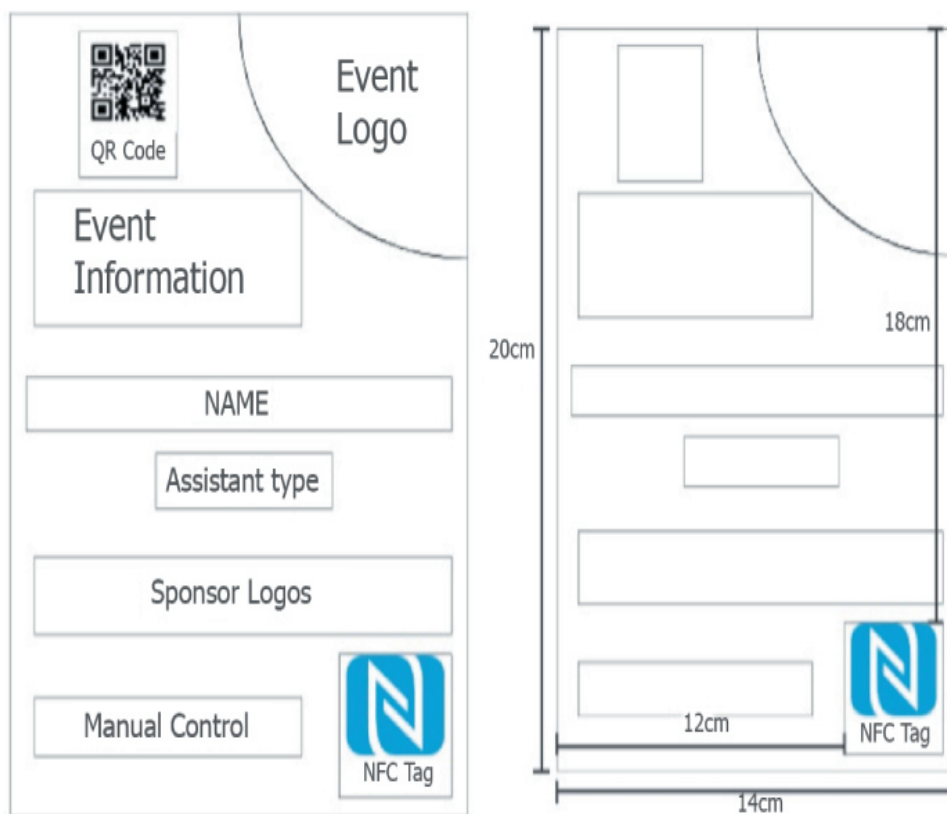 QR Code
Event
Logo
Event
Information
NAME
Assistant type
Sponsor Logos
Manual Control
NFC Tag
20cm
18cm
12cm
NFC Tag
14cm